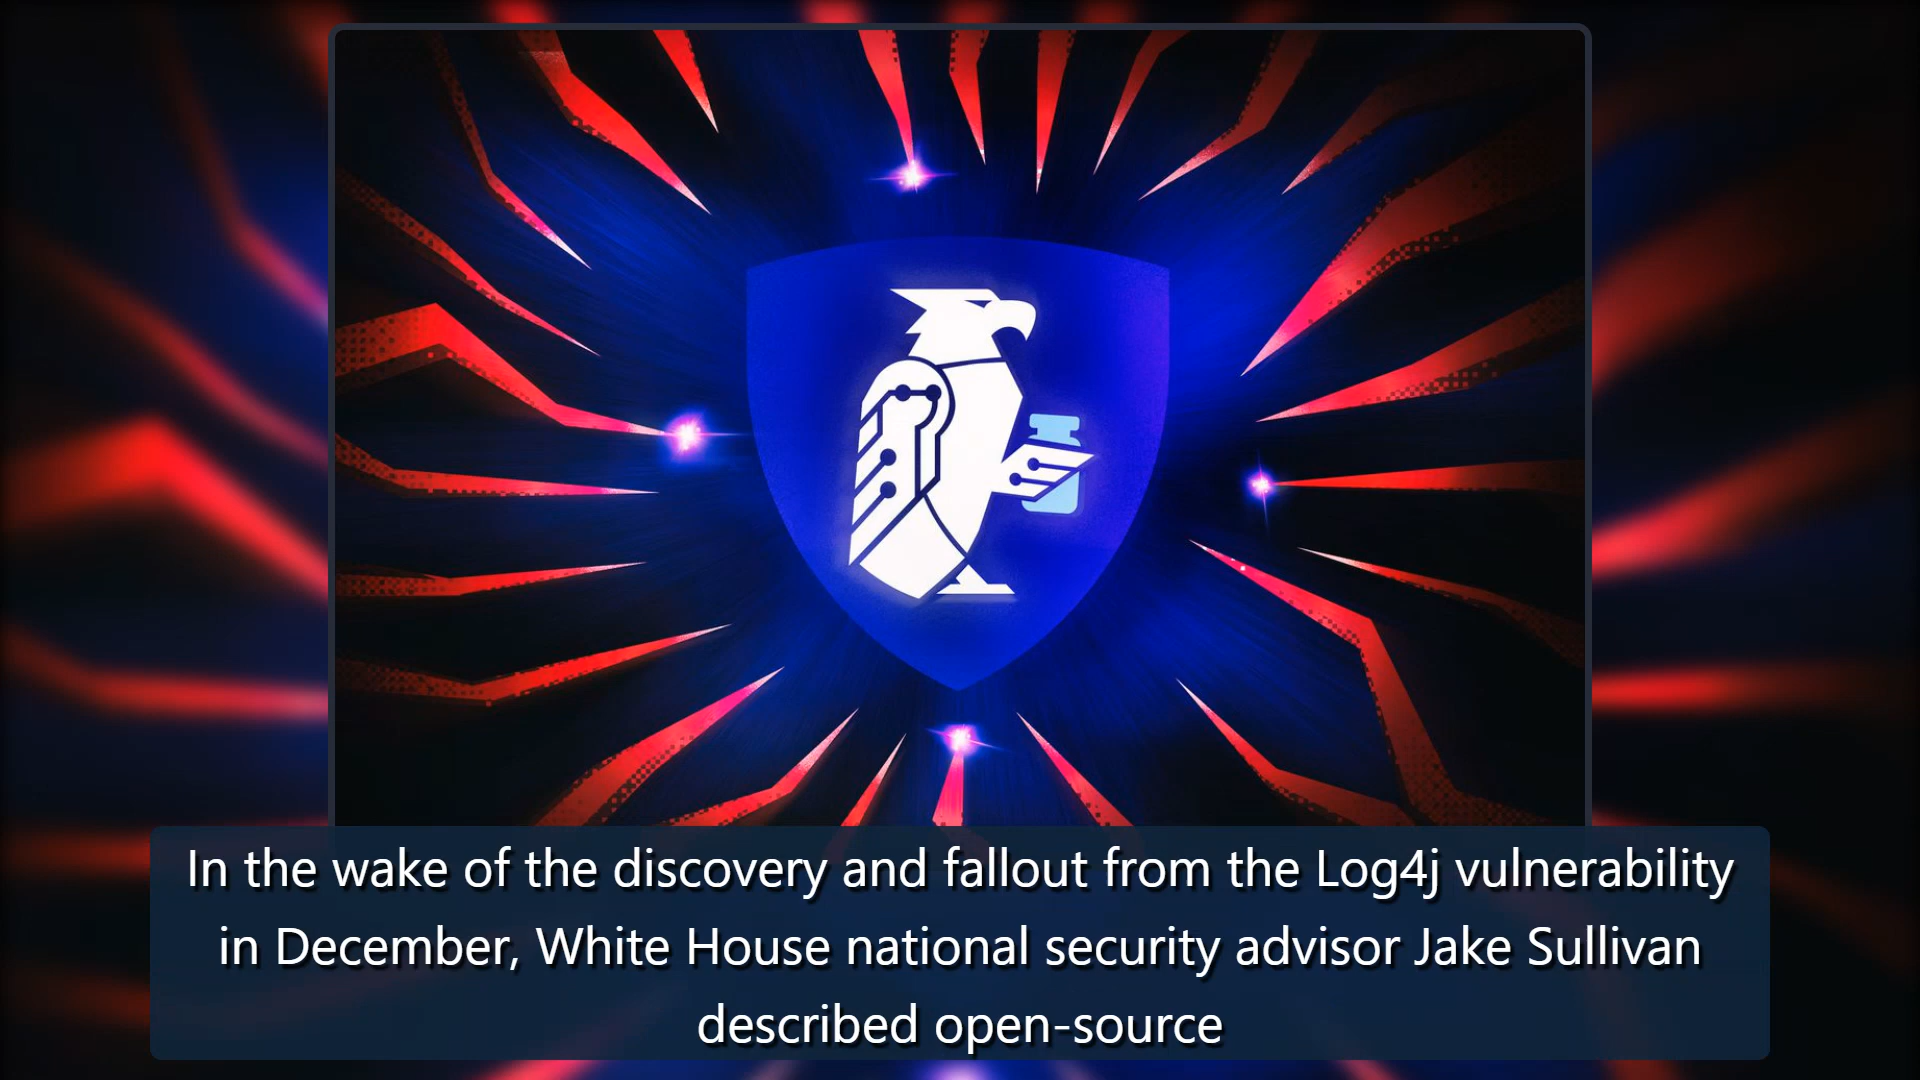 In the wake of the discovery and fallout from the Log4j vulnerability
in December, White House national security advisor Jake Sullivan
described open-source